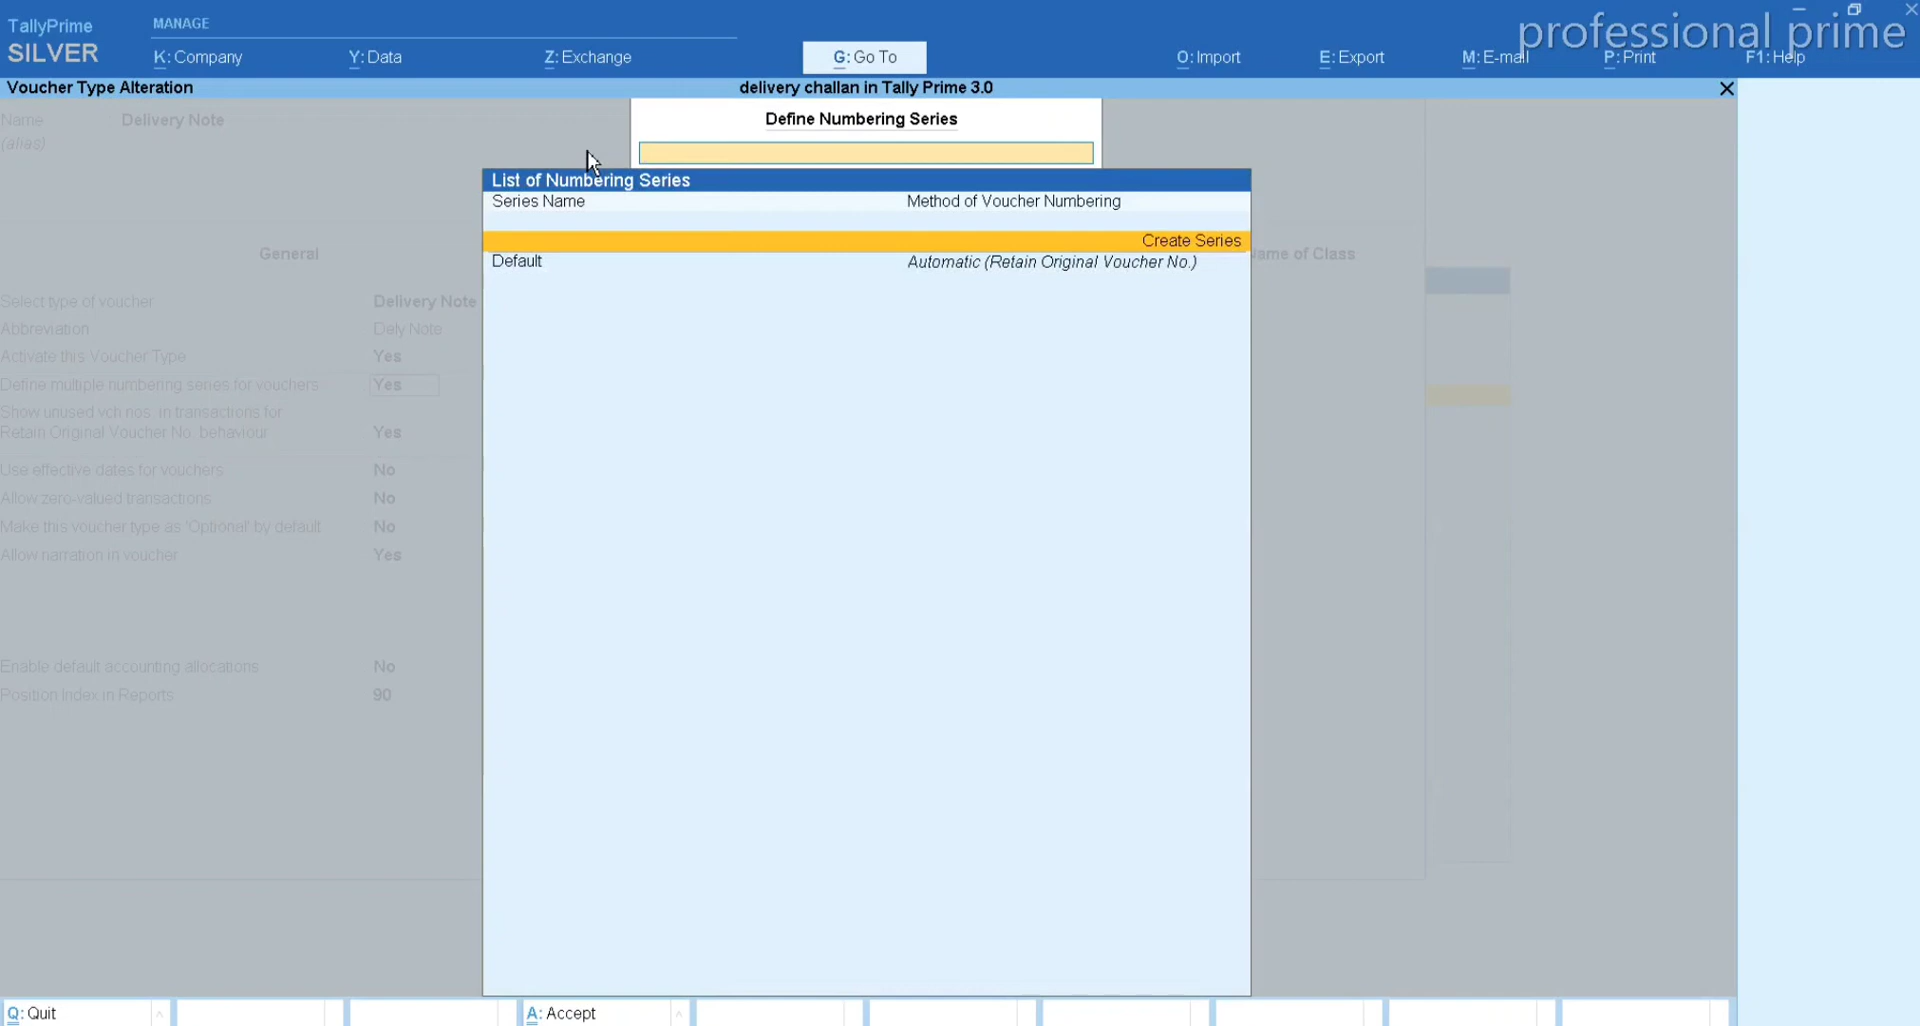 TallyPrime
SILVER
MANAGE
K: Company
Y: Data
Z: Exchange
G: Go To
O: Import
E: Export
M: E-mail
P: Print
F1: Help
professional prime
Voucher Type Alteration
delivery challan in Tally Prime 3.0
Name
Delivery Note
(alias)
Define Numbering Series
List of Numbering Series
Series Name
Method of Voucher Numbering
Create Series
Default
Automatic (Retain Original Voucher No.)
General
Name of Class
Select type of voucher
Delivery Note
Abbreviation
Dely Note
Activate this Voucher Type
Yes
Define multiple numbering series for vouchers
Yes
Show unused vch nos. in transactions for
Retain Original Voucher No. behaviour
Yes
Use effective dates for vouchers
No
Allow zero-valued transactions
No
Make this voucher type as 'Optional' by default
No
Allow narration in voucher
Yes
Enable default accounting allocations
No
Position Index in Reports
90
Q: Quit
A: Accept